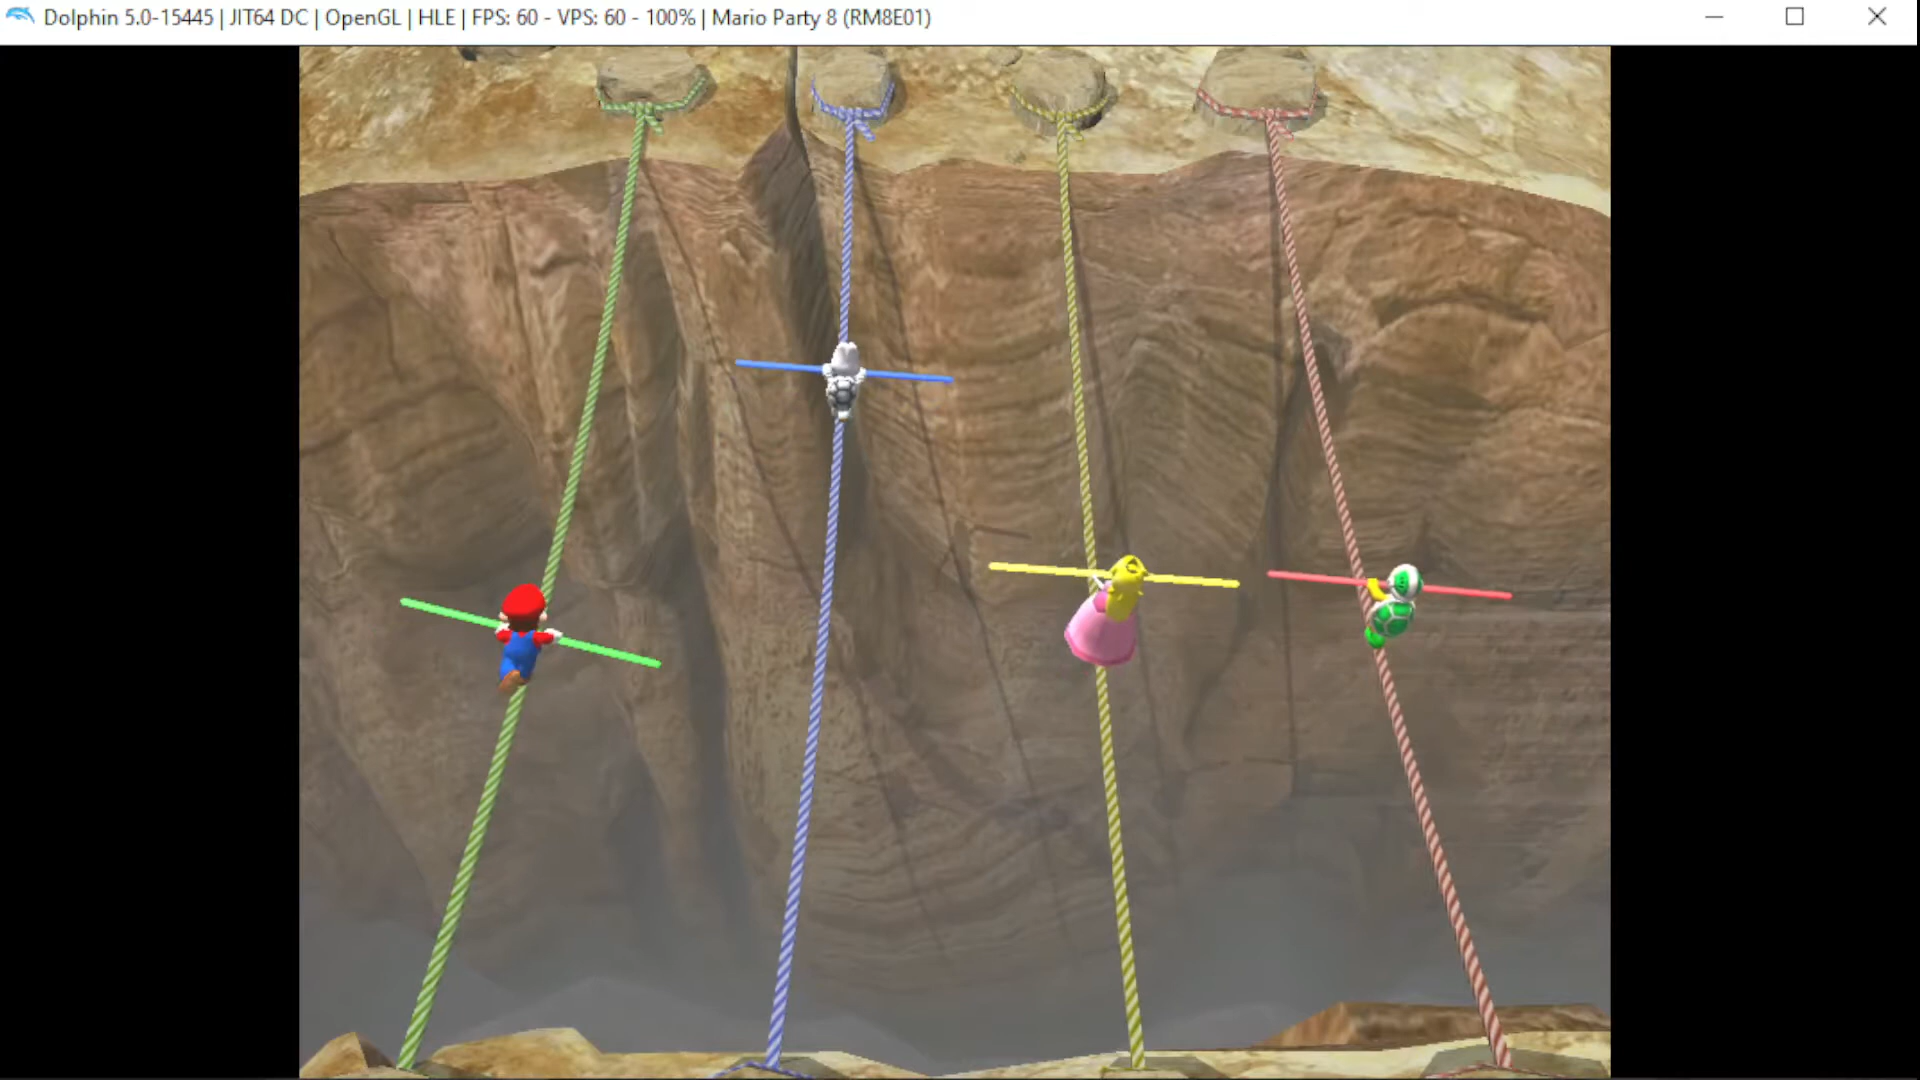 Dolphin 5.0-15445 | JIT64 DC | OpenGL | HLE | FPS: 60 - VPS: 60 - 100% | Mario Party 8 (RM8E01)